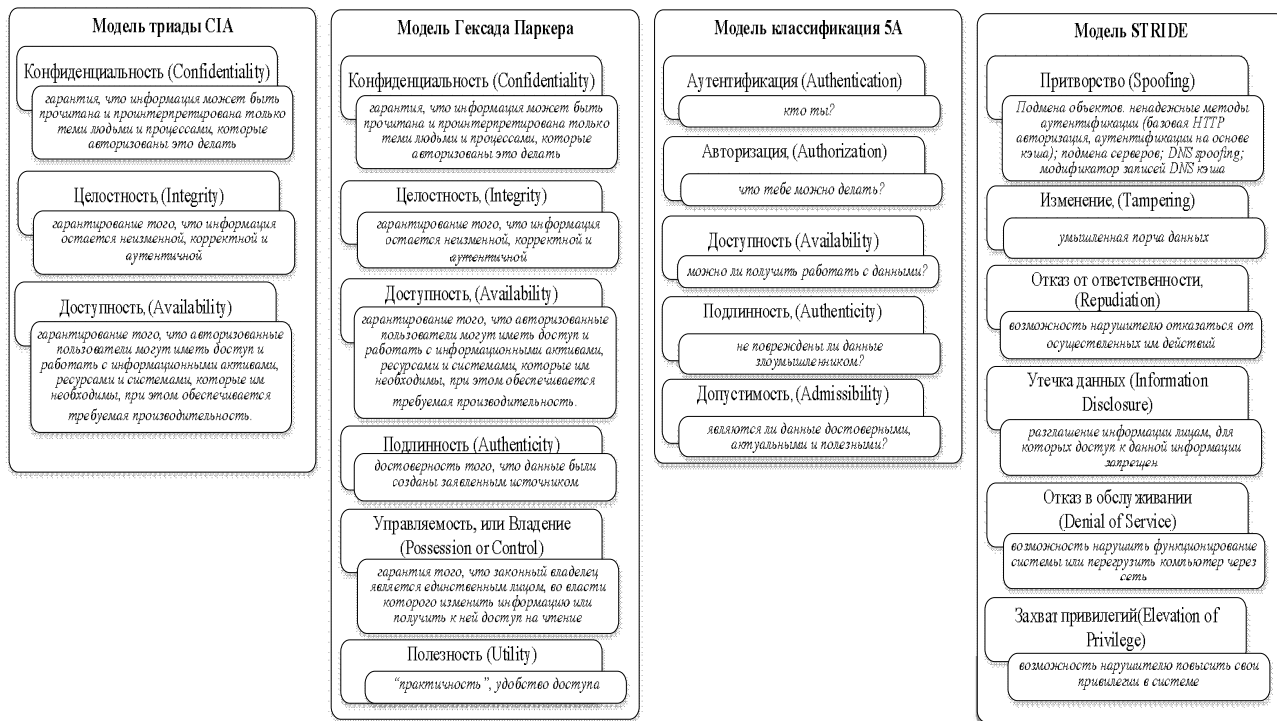 Модель триады CIA
Конфиденциальность (Confidentiality)
гарантия, что информация может быть
прочитана и проинтерпретирована только
теми людьми и процессами, которые
авторизованы это делать
Целостность, (Integrity)
гарантирование того, что информация
остается неизменной, корректной и
аутентичной
Доступность, (Availability)
гарантирование того, что авторизованные
пользователи могут иметь доступ и
работать с информационными активами,
ресурсами и системами, которые им
необходимы, при этом обеспечивается
требуемая производительность.
Модель Гексада Паркера
Конфиденциальность (Confidentiality)
гарантия, что информация может быть
прочитана и проинтерпретирована только
теми людьми и процессами, которые
авторизованы это делать
Целостность, (Integrity)
гарантирование того, что информация
остается неизменной, корректной и
аутентичной
Доступность, (Availability)
гарантирование того, что авторизованные
пользователи могут иметь доступ и
работать с информационными активами,
ресурсами и системами, которые им
необходимы, при этом обеспечивается
требуемая производительность.
Подлинность (Authenticity)
достоверность того, что данные были
созданы заявленным источником
Управляемость, или Владение
(Possession or Control)
гарантия того, что законный владелец
является единственным лицом, во власти
которого изменить информацию или
получить к ней доступ на чтение
Полезность (Utility)
“практичность”, удобство доступа
Модель классификация 5A
Аутентификация (Authentication)
кто ты?
Авторизация, (Authorization)
что тебе можно делать?
Доступность (Availability)
можно ли получить работать с данными?
Подлинность, (Authenticity)
не повреждены ли данные
злоумышленником?
Допустимость, (Admissibility)
являются ли данные достоверными,
актуальными и полезными?
Модель STRIDE
Притворство (Spoofing)
Подмена объектов. ненадежные методы
аутентификации (базовая HTTP
авторизация, аутентификации на основе
кэша); подмена серверов; DNS spoofing;
модификатор записей DNS кэша
Изменение, (Tampering)
умышленная порча данных
Отказ от ответственности,
(Repudiation)
возможность нарушителю отказаться от
осуществленных им действий
Утечка данных (Information
Disclosure)
разглашение информации лицам, для
которых доступ к данной информации
запрещен
Отказ в обслуживании
(Denial of Service)
возможность нарушить функционирование
системы или перегрузить компьютер через
сеть
Захват привилегий(Elevation of
Privilege)
возможность нарушителю повысить свои
привилегии в системе